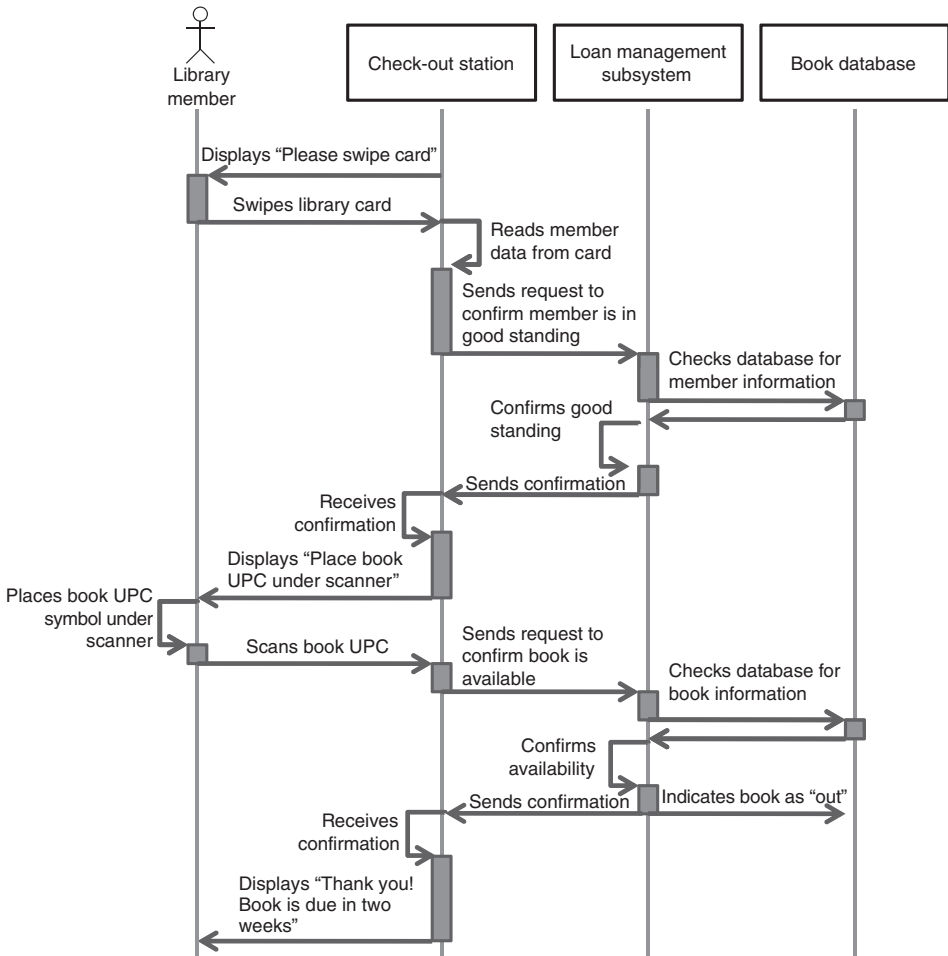 Library
member
Check-out station
Loan management
subsystem
Book database
Displays “Please swipe card”
Swipes library card
Reads member
data from card
Sends request to
confirm member is in
good standing
Checks database for
member information
Confirms good
standing
Sends confirmation
Receives
confirmation
Displays “Place book
UPC under scanner”
Places book UPC
symbol under
scanner
Scans book UPC
Sends request to
confirm book is
available
Checks database for
book information
Confirms
availability
Sends confirmation
Indicates book as “out”
Receives
confirmation
Displays “Thank you!
Book is due in two
weeks”